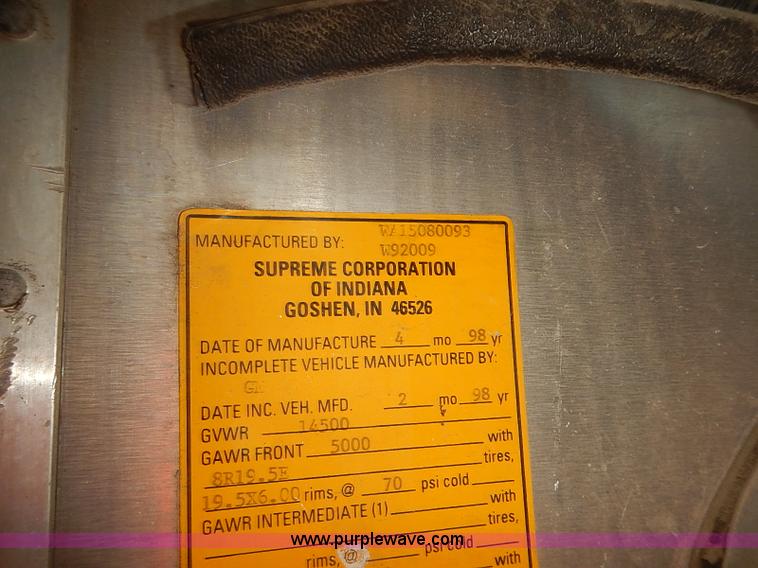 MANUFACTURED BY: WA15080093
W92009
SUPREME CORPORATION
OF INDIANA
GOSHEN, IN 46526
DATE OF MANUFACTURE 4 mo 98 yr
INCOMPLETE VEHICLE MANUFACTURED BY:
DATE INC. VEH. MFD. 2 mo 98 yr
GVWR 14500
GAWR FRONT 5000 with
8R19.5E tires,
19.5X6.00 rims, @ 70 psi cold
GAWR INTERMEDIATE (1) with
tires,
rims, @ psi cold
with
www.purplewave.com